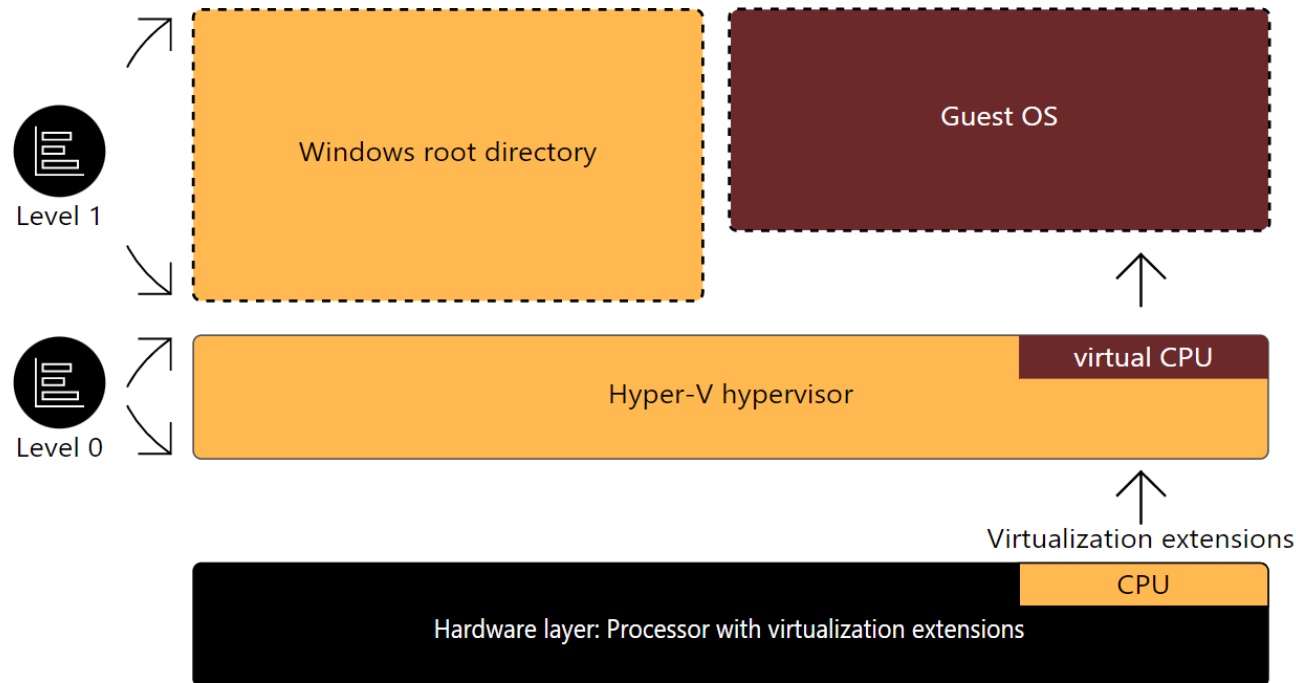 Windows root directory
Guest OS
Level 1
virtual CPU
Hyper-V hypervisor
Level 0
Virtualization extensions
CPU
Hardware layer: Processor with virtualization extensions